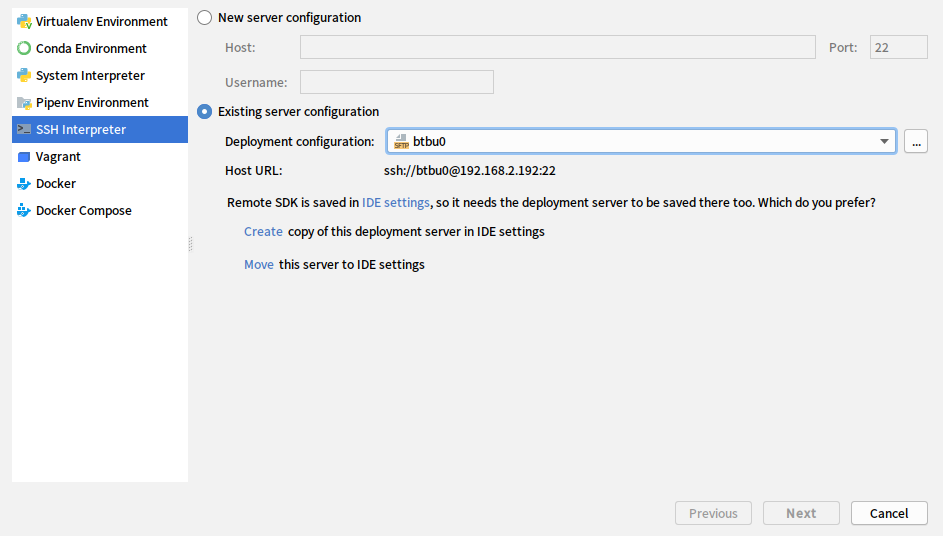 Virtualenv Environment
Conda Environment
System Interpreter
Pipenv Environment
SSH Interpreter
Vagrant
Docker
Docker Compose
New server configuration
Host:
Port: 22
Username:
Existing server configuration
Deployment configuration: SFTP btbu0 ...
Host URL: ssh://btbu0@192.168.2.192:22
Remote SDK is saved in IDE settings, so it needs the deployment server to be saved there too. Which do you prefer?
Create copy of this deployment server in IDE settings
Move this server to IDE settings
Previous Next Cancel